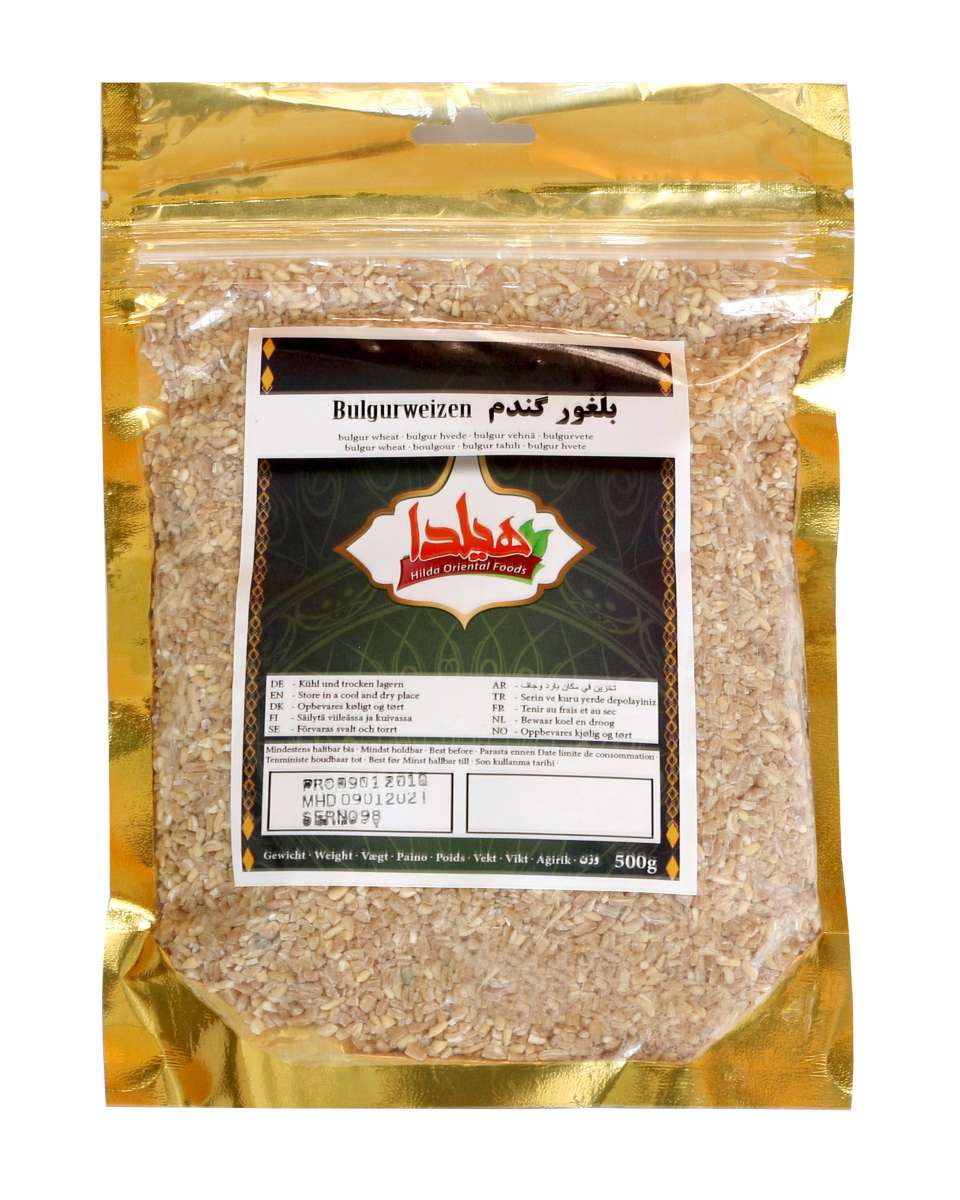 Bulgurweizen بلغور گندم
bulgur wheat · bulgur hvede · bulgur vehnä · bulgurvete
bulgur wheat · boulgour · bulgur tahılı · bulgur hvete
هیلدا
Hilda Oriental Foods
DE - Kühl und trocken lagern
EN - Store in a cool and dry place
DK - Opbevares køligt og tørt
FI - Säilytä viileässa ja kuivassa
SE - Förvaras svalt och torrt
AR - تخزين في مكان بارد وجاف
TR - Serin ve kuru yerde depolayiniz
FR - Tenir au frais et au sec
NL - Bewaar koel en droog
NO - Oppbevares kjølig og tørt
Mindestens haltbar bis · Mindst holdbar · Best before · Parasta ennen Date limite de consommation ·
Tenministe houdbaar tot · Best før Minst hallbar till · Son kullanma tarihi ·
MHD 09012021
Gewicht · Weight · Vægt · Paino · Poids · Vekt · Vikt · Ağirik · وزن 500g